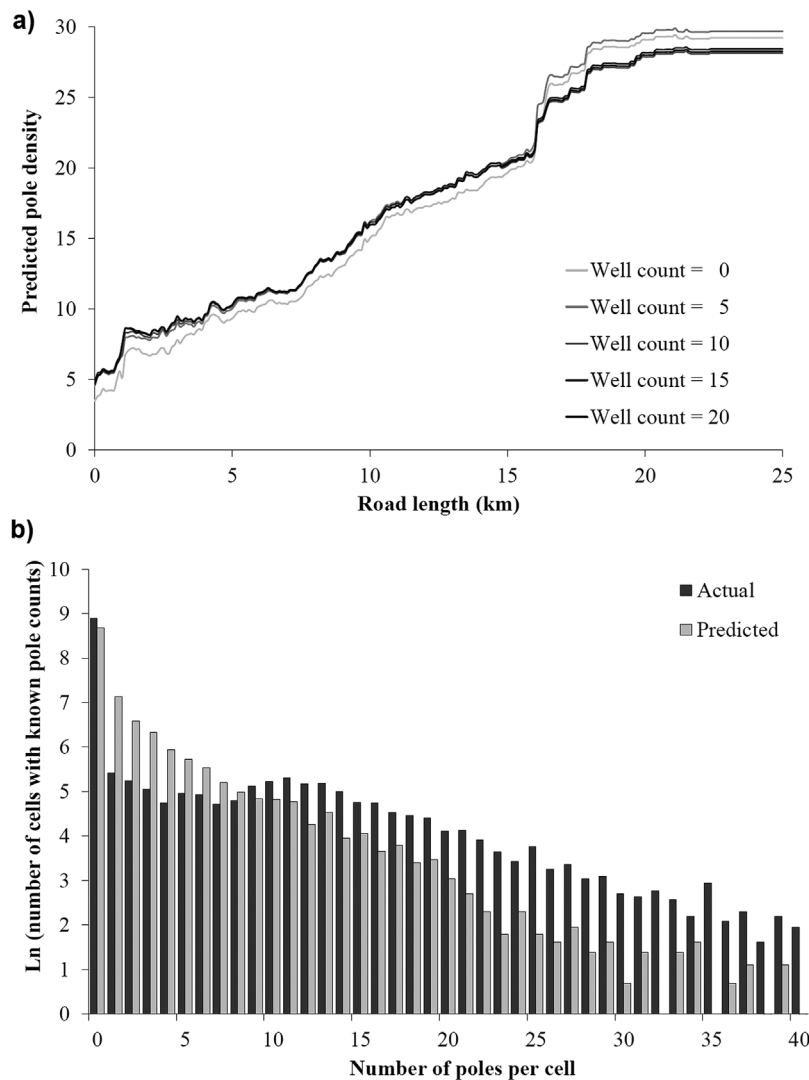 a)
30
25
20
15
10
5
0
Predicted pole density
Well count = 0
Well count = 5
Well count = 10
Well count = 15
Well count = 20
0 5 10 15 20 25
Road length (km)
b)
10
9
8
7
6
5
4
3
2
1
0
Ln (number of cells with known pole counts)
Actual
Predicted
0 5 10 15 20 25 30 35 40
Number of poles per cell